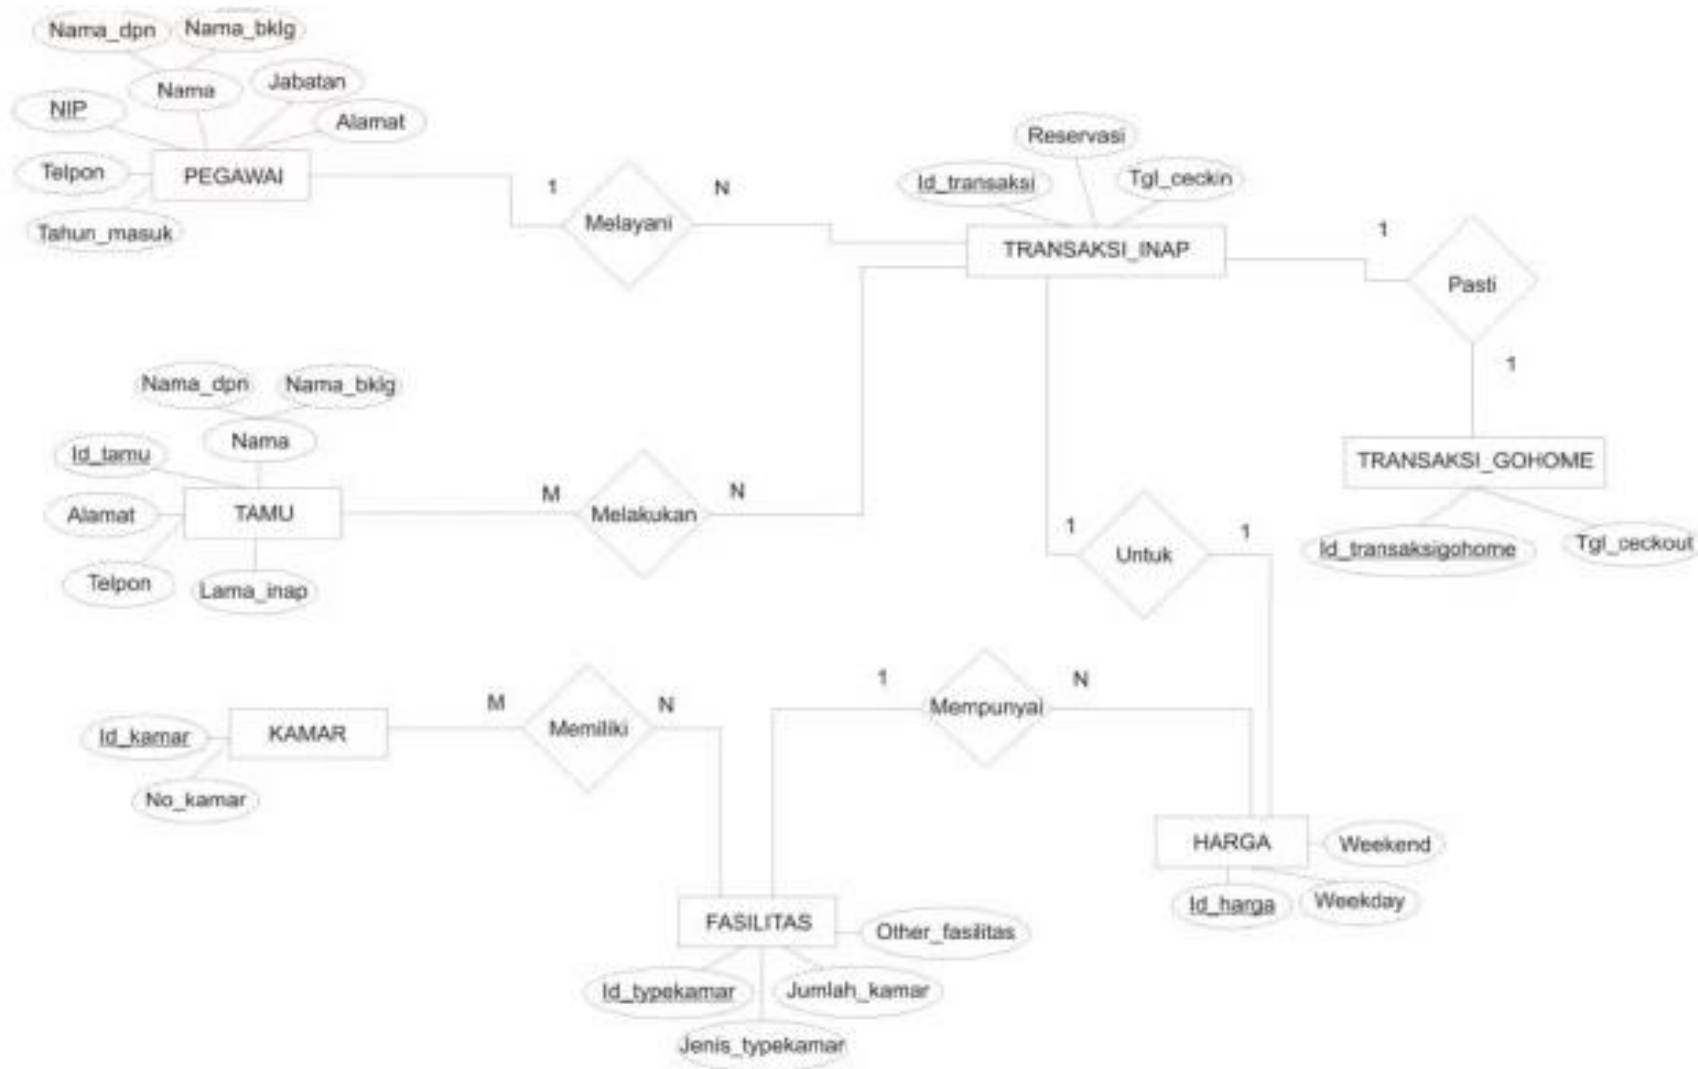 Nama_dpn
Nama_bklg
Nama
Jabatan
NIP
Alamat
Telpon
PEGAWAI
Tahun_masuk
1
Melayani
N
Reservasi
Id_transaksi
Tgl_ceckin
TRANSAKSI_INAP
1
Pasti
1
TRANSAKSI_GOHOME
Id_transaksigohome
Tgl_ceckout
Nama_dpn
Nama_bklg
Nama
Id_tamu
Alamat
TAMU
Telpon
Lama_inap
M
Melakukan
N
1
Untuk
1
Id_kamar
KAMAR
No_kamar
M
Memiliki
N
1
Mempunyai
N
HARGA
Weekend
Id_harga
Weekday
FASILITAS
Other_fasilitas
Id_typekamar
Jumlah_kamar
Jenis_typekamar